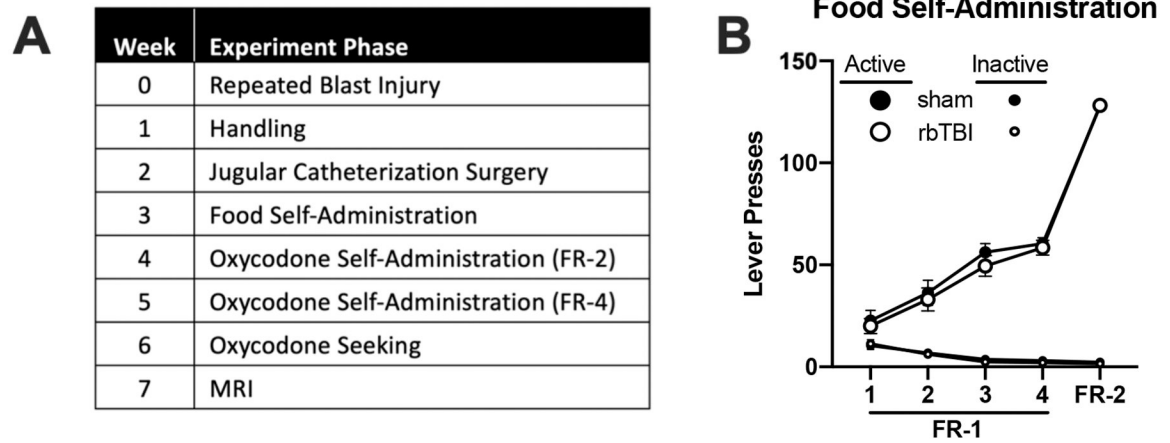 A
Week Experiment Phase
0 Repeated Blast Injury
1 Handling
2 Jugular Catheterization Surgery
3 Food Self-Administration
4 Oxycodone Self-Administration (FR-2)
5 Oxycodone Self-Administration (FR-4)
6 Oxycodone Seeking
7 MRI
B
Food Self-Administration
Active Inactive
sham
rbTBI
Lever Presses
150
100
50
0
1 2 3 4 FR-2
FR-1